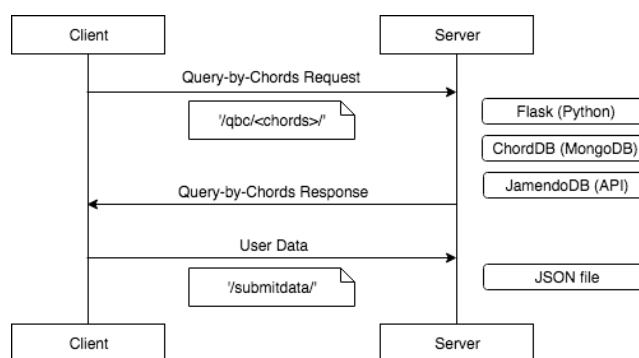 Client
Server
Query-by-Chords Request
'/qbc/<chords>/'
Flask (Python)
ChordDB (MongoDB)
JamendoDB (API)
Query-by-Chords Response
User Data
'/submitdata/'
JSON file
Client
Server